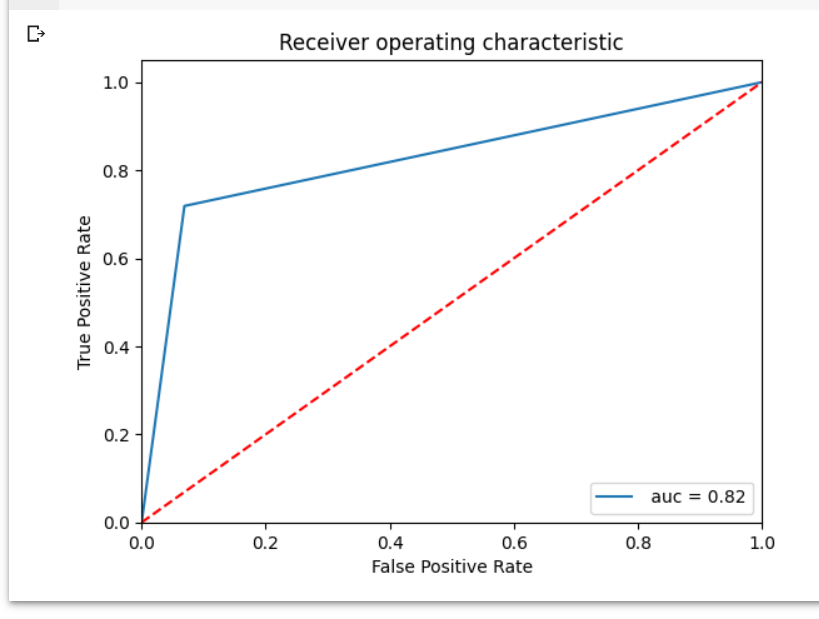 Receiver operating characteristic
1.0
0.8
0.6
0.4
0.2
0.0
True Positive Rate
auc = 0.82
0.0 0.2 0.4 0.6 0.8 1.0
False Positive Rate